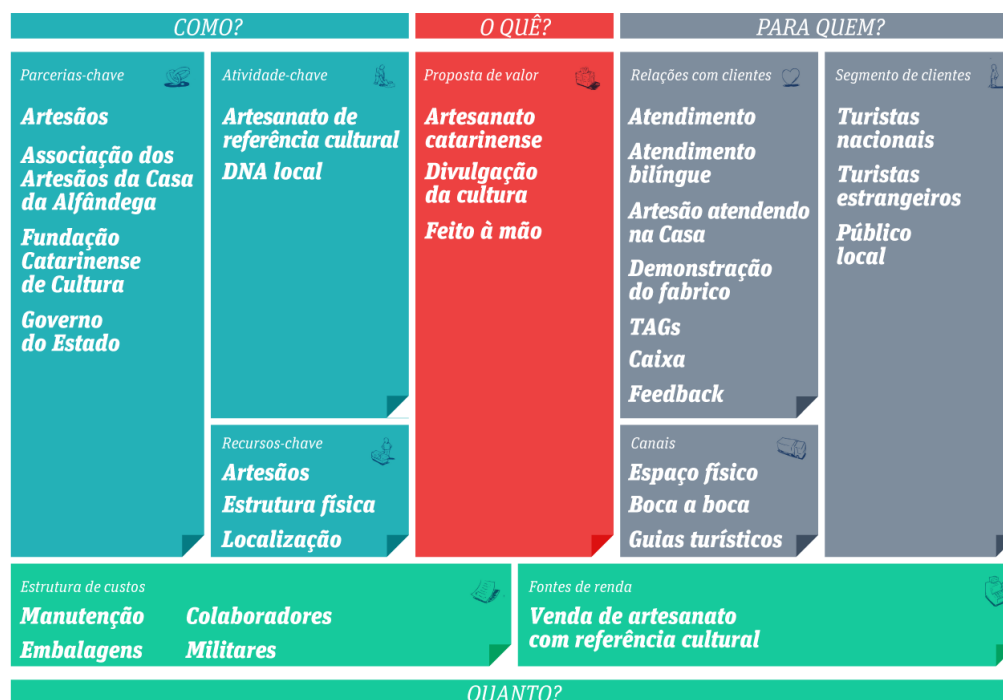 COMO?
O QUÊ?
PARA QUEM?
Parcerias-chave
Artesãos
Associação dos
Artesãos da Casa
da Alfândega
Fundação
Catarinense
de Cultura
Governo
do Estado
Atividade-chave
Artesanato de
referência cultural
DNA local
Recursos-chave
Artesãos
Estrutura física
Localização
Proposta de valor
Artesanato
catarinense
Divulgação
da cultura
Feito à mão
Relações com clientes
Atendimento
Atendimento
bilíngue
Artesão atendendo
na Casa
Demonstração
do fabrico
TAGs
Caixa
Feedback
Canais
Espaço físico
Boca a boca
Guias turísticos
Segmento de clientes
Turistas
nacionais
Turistas
estrangeiros
Público
local
Estrutura de custos
Manutenção
Embalagens
Colaboradores
Militares
Fontes de renda
Venda de artesanato
com referência cultural
QUANTO?